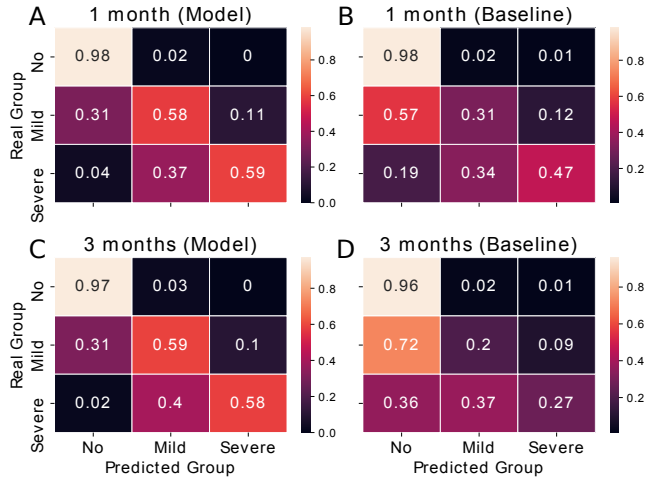 A 1 month (Model)
B 1 month (Baseline)
Real Group
No 0.98 0.02 0
Mild 0.31 0.58 0.11
Severe 0.04 0.37 0.59
0.8
0.6
0.4
0.2
0.0
0.98 0.02 0.01
0.57 0.31 0.12
0.19 0.34 0.47
0.8
0.6
0.4
0.2
C 3 months (Model)
D 3 months (Baseline)
Real Group
No 0.97 0.03 0
Mild 0.31 0.59 0.1
Severe 0.02 0.4 0.58
No Mild Severe
Predicted Group
0.8
0.6
0.4
0.2
0.0
0.96 0.02 0.01
0.72 0.2 0.09
0.36 0.37 0.27
No Mild Severe
Predicted Group
0.8
0.6
0.4
0.2